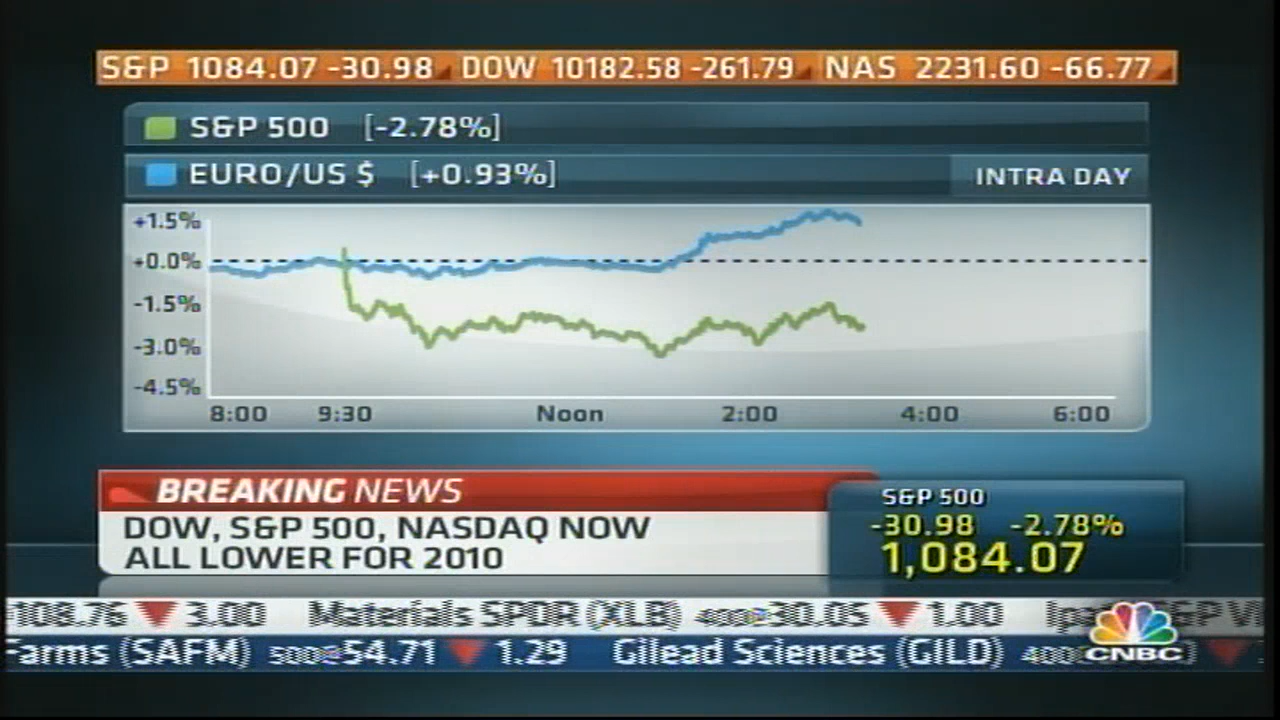 S&P 1084.07 -30.98 DOW 10182.58 -261.79 NAS 2231.60 -66.77
S&P 500 [-2.78%]
EURO/US $ [+0.93%]
INTRA DAY
+1.5%
+0.0%
-1.5%
-3.0%
-4.5%
8:00 9:30 Noon 2:00 4:00 6:00
BREAKING NEWS
DOW, S&P 500, NASDAQ NOW
ALL LOWER FOR 2010
S&P 500
-30.98 -2.78%
1,084.07
108.76 3.00 Materials SPDR (XLB) 30.05 1.00
Farms (SAFM) 500@54.71 1.29 Gilead Sciences (GILD)
CNBC